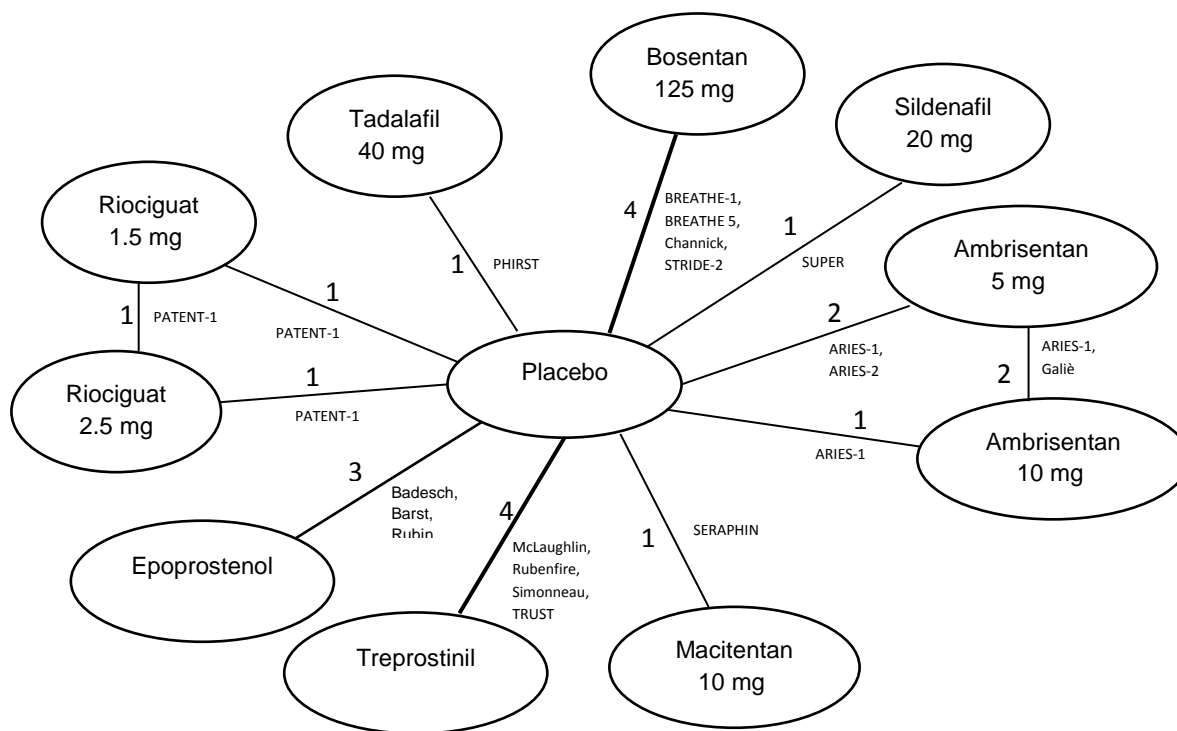 Bosentan
125 mg
Tadalafil
40 mg
Sildenafil
20 mg
Riociguat
1.5 mg
4
BREATHE-1,
BREATHE 5,
Channick,
STRIDE-2
1
SUPER
Ambrisentan
5 mg
1
PHIRST
1
PATENT-1
1
PATENT-1
2
ARIES-1,
ARIES-2
2
ARIES-1,
Galiè
Placebo
Riociguat
2.5 mg
1
PATENT-1
1
ARIES-1
Ambrisentan
10 mg
3
Badesch,
Barst,
Rubin
4
McLaughlin,
Rubenfire,
Simonneau,
TRUST
1
SERAPHIN
Epoprostenol
Treprostinil
Macitentan
10 mg